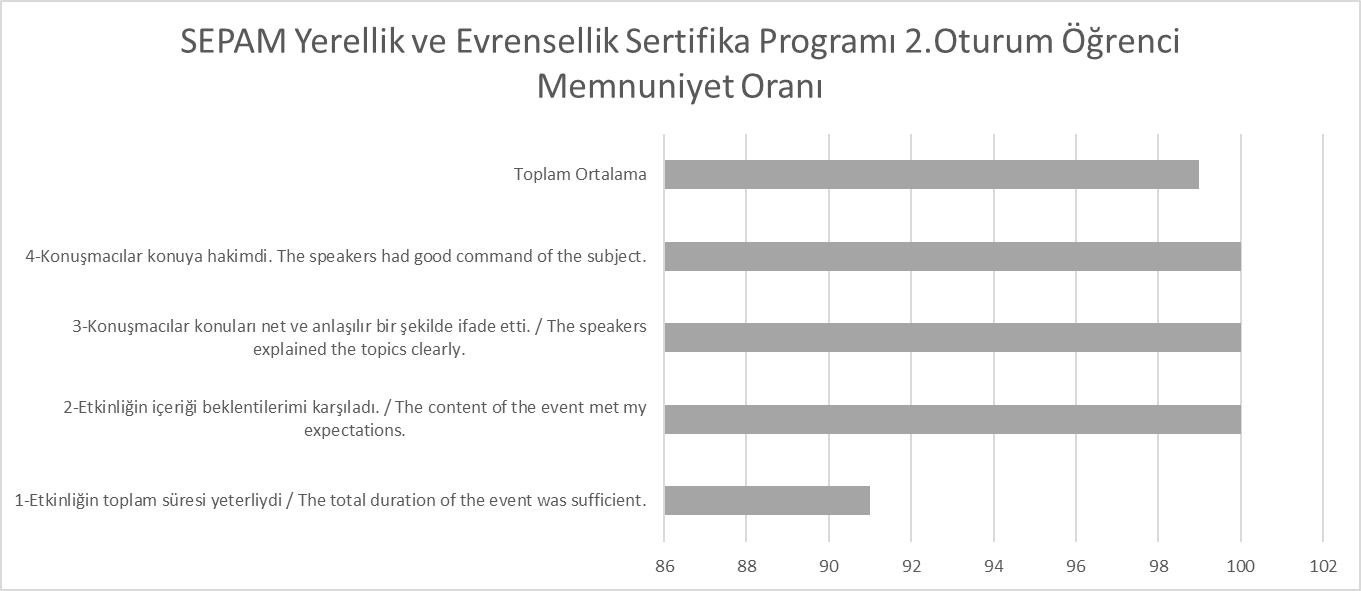 SEPAM Yerellik ve Evrensellik Sertifika Programı 2.Oturum Öğrenci
Memnuniyet Oranı
Toplam Ortalama
4-Konuşmacılar konuya hakimdi. The speakers had good command of the subject.
3-Konuşmacılar konuları net ve anlaşılır bir şekilde ifade etti. / The speakers
explained the topics clearly.
2-Etkinliğin içeriği beklentilerimi karşıladı. / The content of the event met my
expectations.
1-Etkinliğin toplam süresi yeterliydi / The total duration of the event was sufficient.
86 88 90 92 94 96 98 100 102